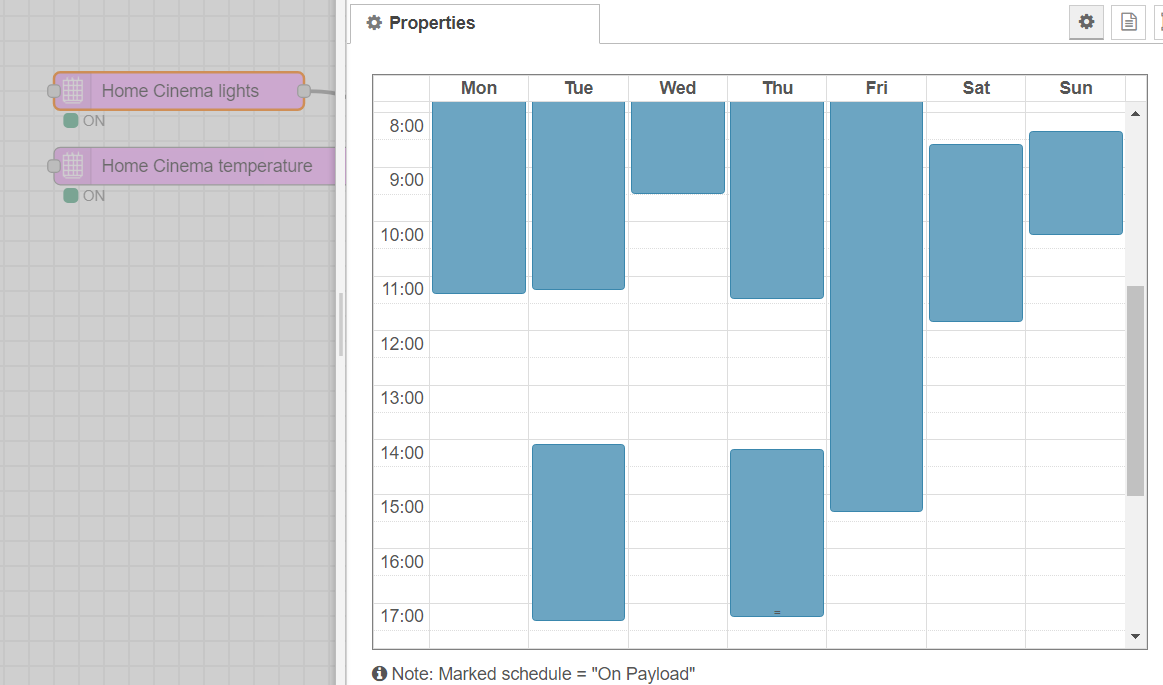 Properties
Home Cinema lights
ON
Home Cinema temperature
ON
Mon Tue Wed Thu Fri Sat Sun
8:00
9:00
10:00
11:00
12:00
13:00
14:00
15:00
16:00
17:00
Note: Marked schedule = "On Payload"